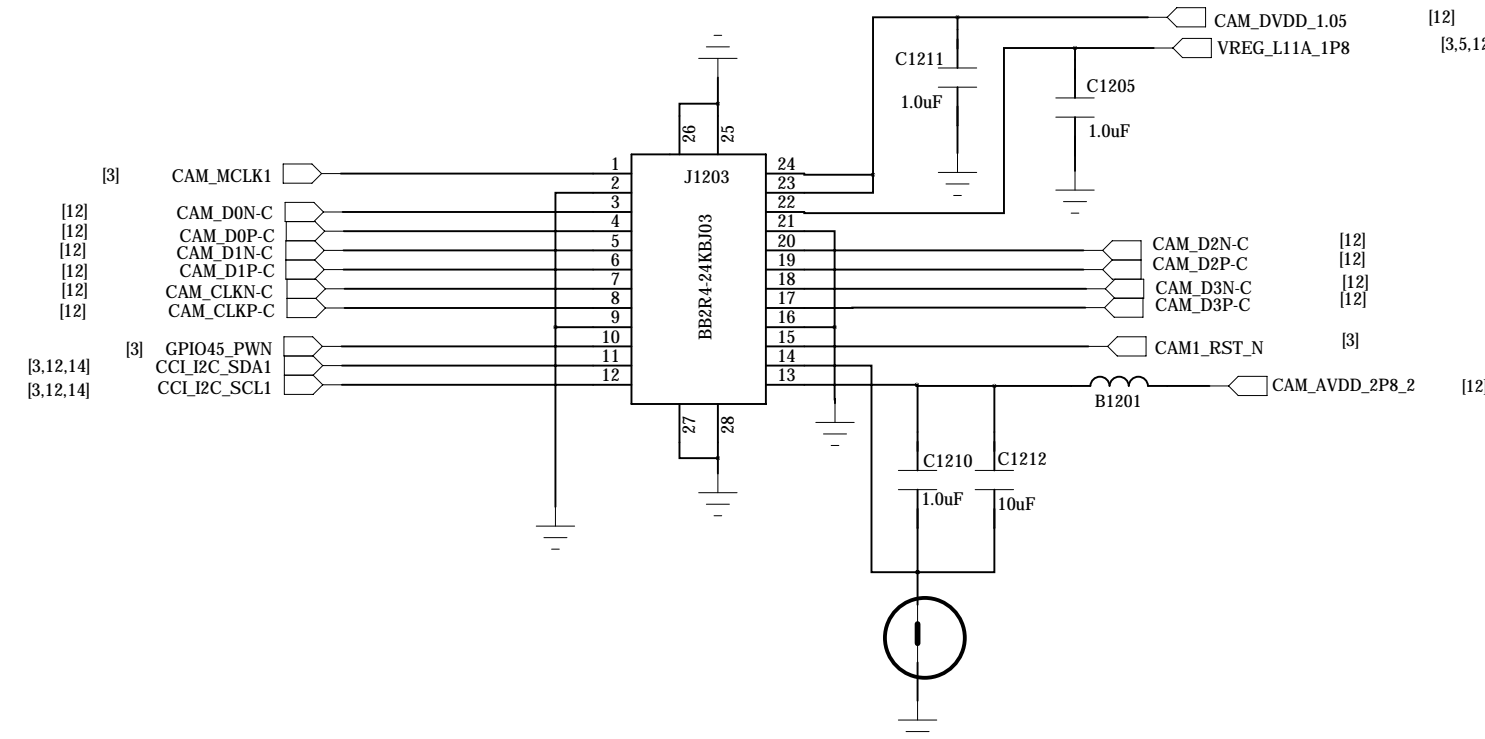 CAM_DVDD_1.05 [12]
C1211 VREG_L11A_1P8 [3,5,12
C1205
1.0uF
1.0uF
26 25
1 24
[3] CAM_MCLK1 J1203
2 23
3 22
[12] CAM_D0N-C
4 21
[12] CAM_D0P-C
5 20 CAM_D2N-C [12]
[12] CAM_D1N-C
6 19 CAM_D2P-C [12]
[12] CAM_D1P-C
7 18 CAM_D3N-C [12]
[12] CAM_CLKN-C
8 17 CAM_D3P-C [12]
[12] CAM_CLKP-C
BB2R4-24KBJ03
9 16
10 15 CAM1_RST_N [3]
[3] GPIO45_PWN
11 14
[3,12,14] CCI_I2C_SDA1
12 13 CAM_AVDD_2P8_2 [12]
[3,12,14] CCI_I2C_SCL1
B1201
27 28
C1210 C1212
1.0uF 10uF